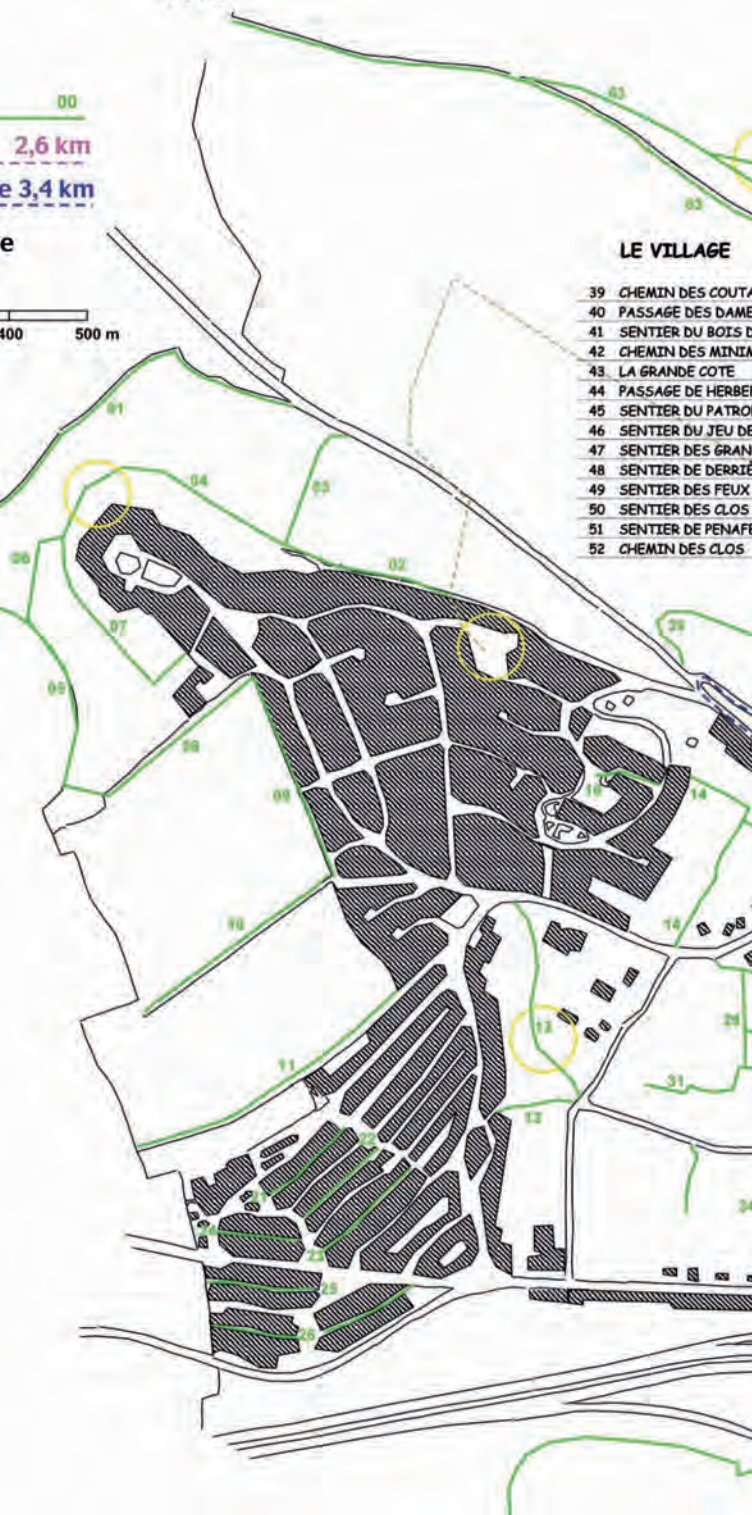 00
2,6 km
e 3,4 km
e
400 500 m
LE VILLAGE
39 CHEMIN DES COUTA
40 PASSAGE DES DAME
41 SENTIER DU BOIS D
42 CHEMIN DES MINIM
43 LA GRANDE COTE
44 PASSAGE DE HERBE
45 SENTIER DU PATRO
46 SENTIER DU JEU DE
47 SENTIER DES GRAN
48 SENTIER DE DERRIÈ
49 SENTIER DES FEUX
50 SENTIER DES CLOS
51 SENTIER DE PENAFE
52 CHEMIN DES CLOS
63
63
01
04
03
02
06
07
05
39
08
09
14
10
14
13
11
31
12
22
21
24
23
25
26